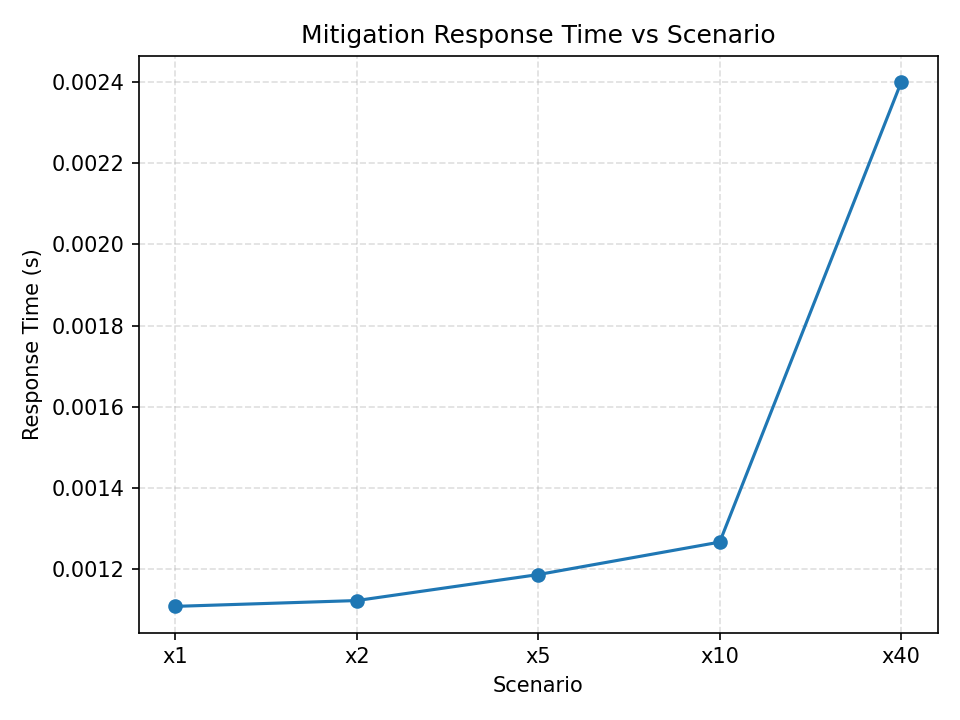 Mitigation Response Time vs Scenario
Response Time (s)
0.0024
0.0022
0.0020
0.0018
0.0016
0.0014
0.0012
x1 x2 x5 x10 x40
Scenario